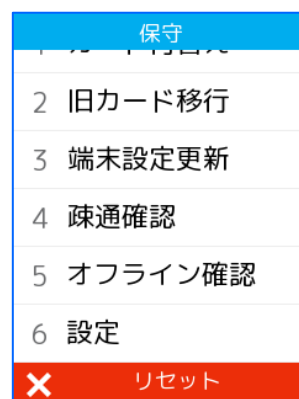 保守
2 旧カード移行
3 端末設定更新
4 疎通確認
5 オフライン確認
6 設定
リセット